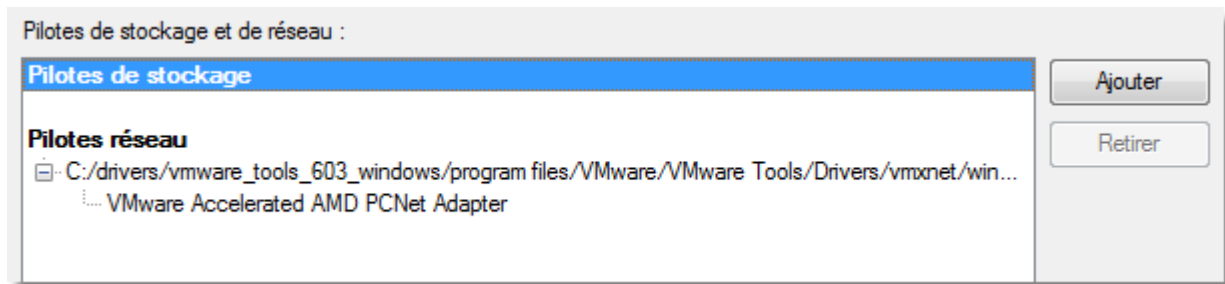 Pilotes de stockage et de réseau :
Pilotes de stockage
Ajouter
Pilotes réseau
Retirer
C:/drivers/vmware_tools_603_windows/program files/VMware/VMware Tools/Drivers/vmxnet/win...
VMware Accelerated AMD PCNet Adapter